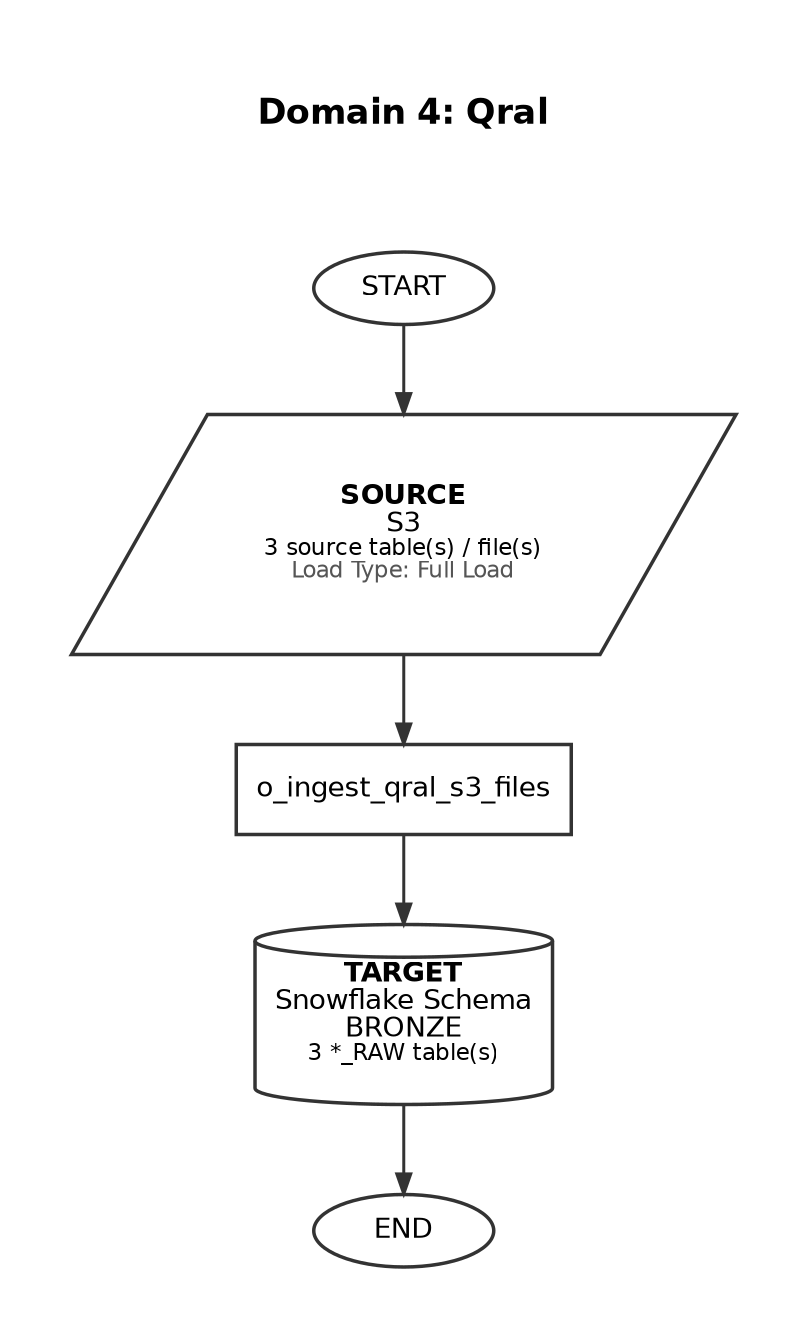 Domain 4: Qral
START
SOURCE
S3
3 source table(s) / file(s)
Load Type: Full Load
o_ingest_qral_s3_files
TARGET
Snowflake Schema
BRONZE
3 *_RAW table(s)
END